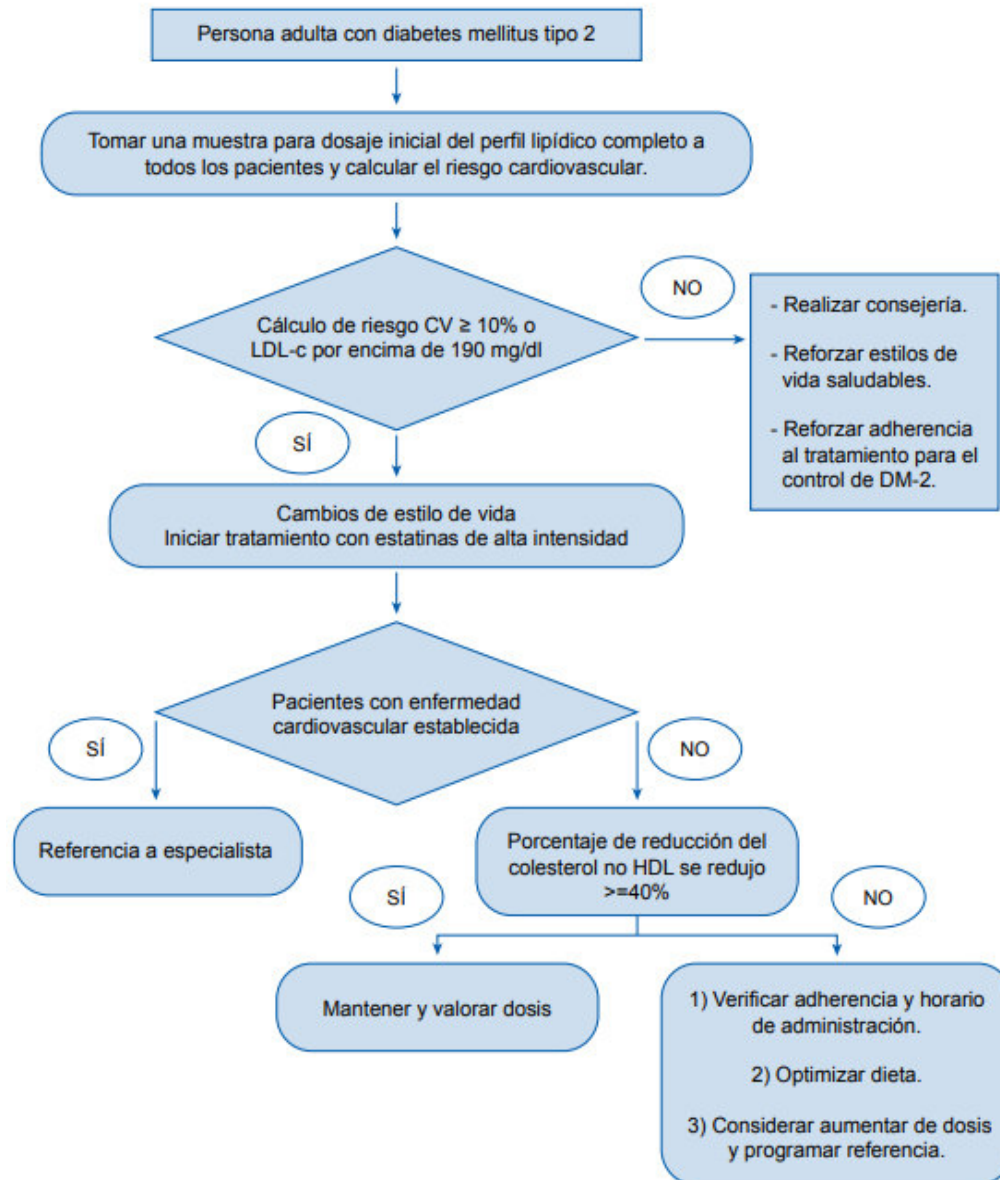 Persona adulta con diabetes mellitus tipo 2
Tomar una muestra para dosaje inicial del perfil lipídico completo a
todos los pacientes y calcular el riesgo cardiovascular.
Cálculo de riesgo CV ≥ 10% o
LDL-c por encima de 190 mg/dl
NO
- Realizar consejería.
- Reforzar estilos de
vida saludables.
- Reforzar adherencia
al tratamiento para el
control de DM-2.
SÍ
Cambios de estilo de vida
Iniciar tratamiento con estatinas de alta intensidad
Pacientes con enfermedad
cardiovascular establecida
SÍ
NO
Referencia a especialista
Porcentaje de reducción del
colesterol no HDL se redujo
>=40%
SÍ
NO
Mantener y valorar dosis
1) Verificar adherencia y horario
de administración.
2) Optimizar dieta.
3) Considerar aumentar de dosis
y programar referencia.